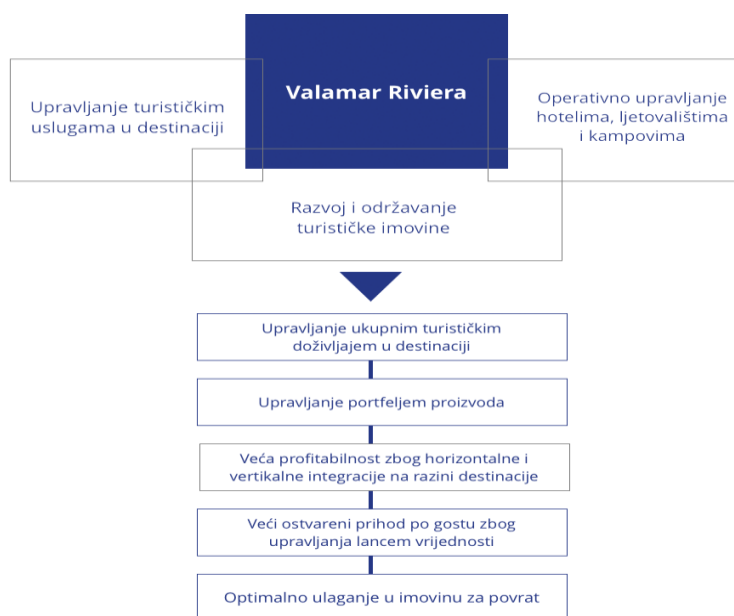 Valamar Riviera
Upravljanje turističkim
uslugama u destinaciji
Operativno upravljanje
hotelima, ljetovalištima
i kampovima
Razvoj i održavanje
turističke imovine
Upravljanje ukupnim turističkim
doživljajem u destinaciji
Upravljanje portfeljem proizvoda
Veća profitabilnost zbog horizontalne i
vertikalne integracije na razini destinacije
Veći ostvareni prihod po gostu zbog
upravljanja lancem vrijednosti
Optimalno ulaganje u imovinu za povrat